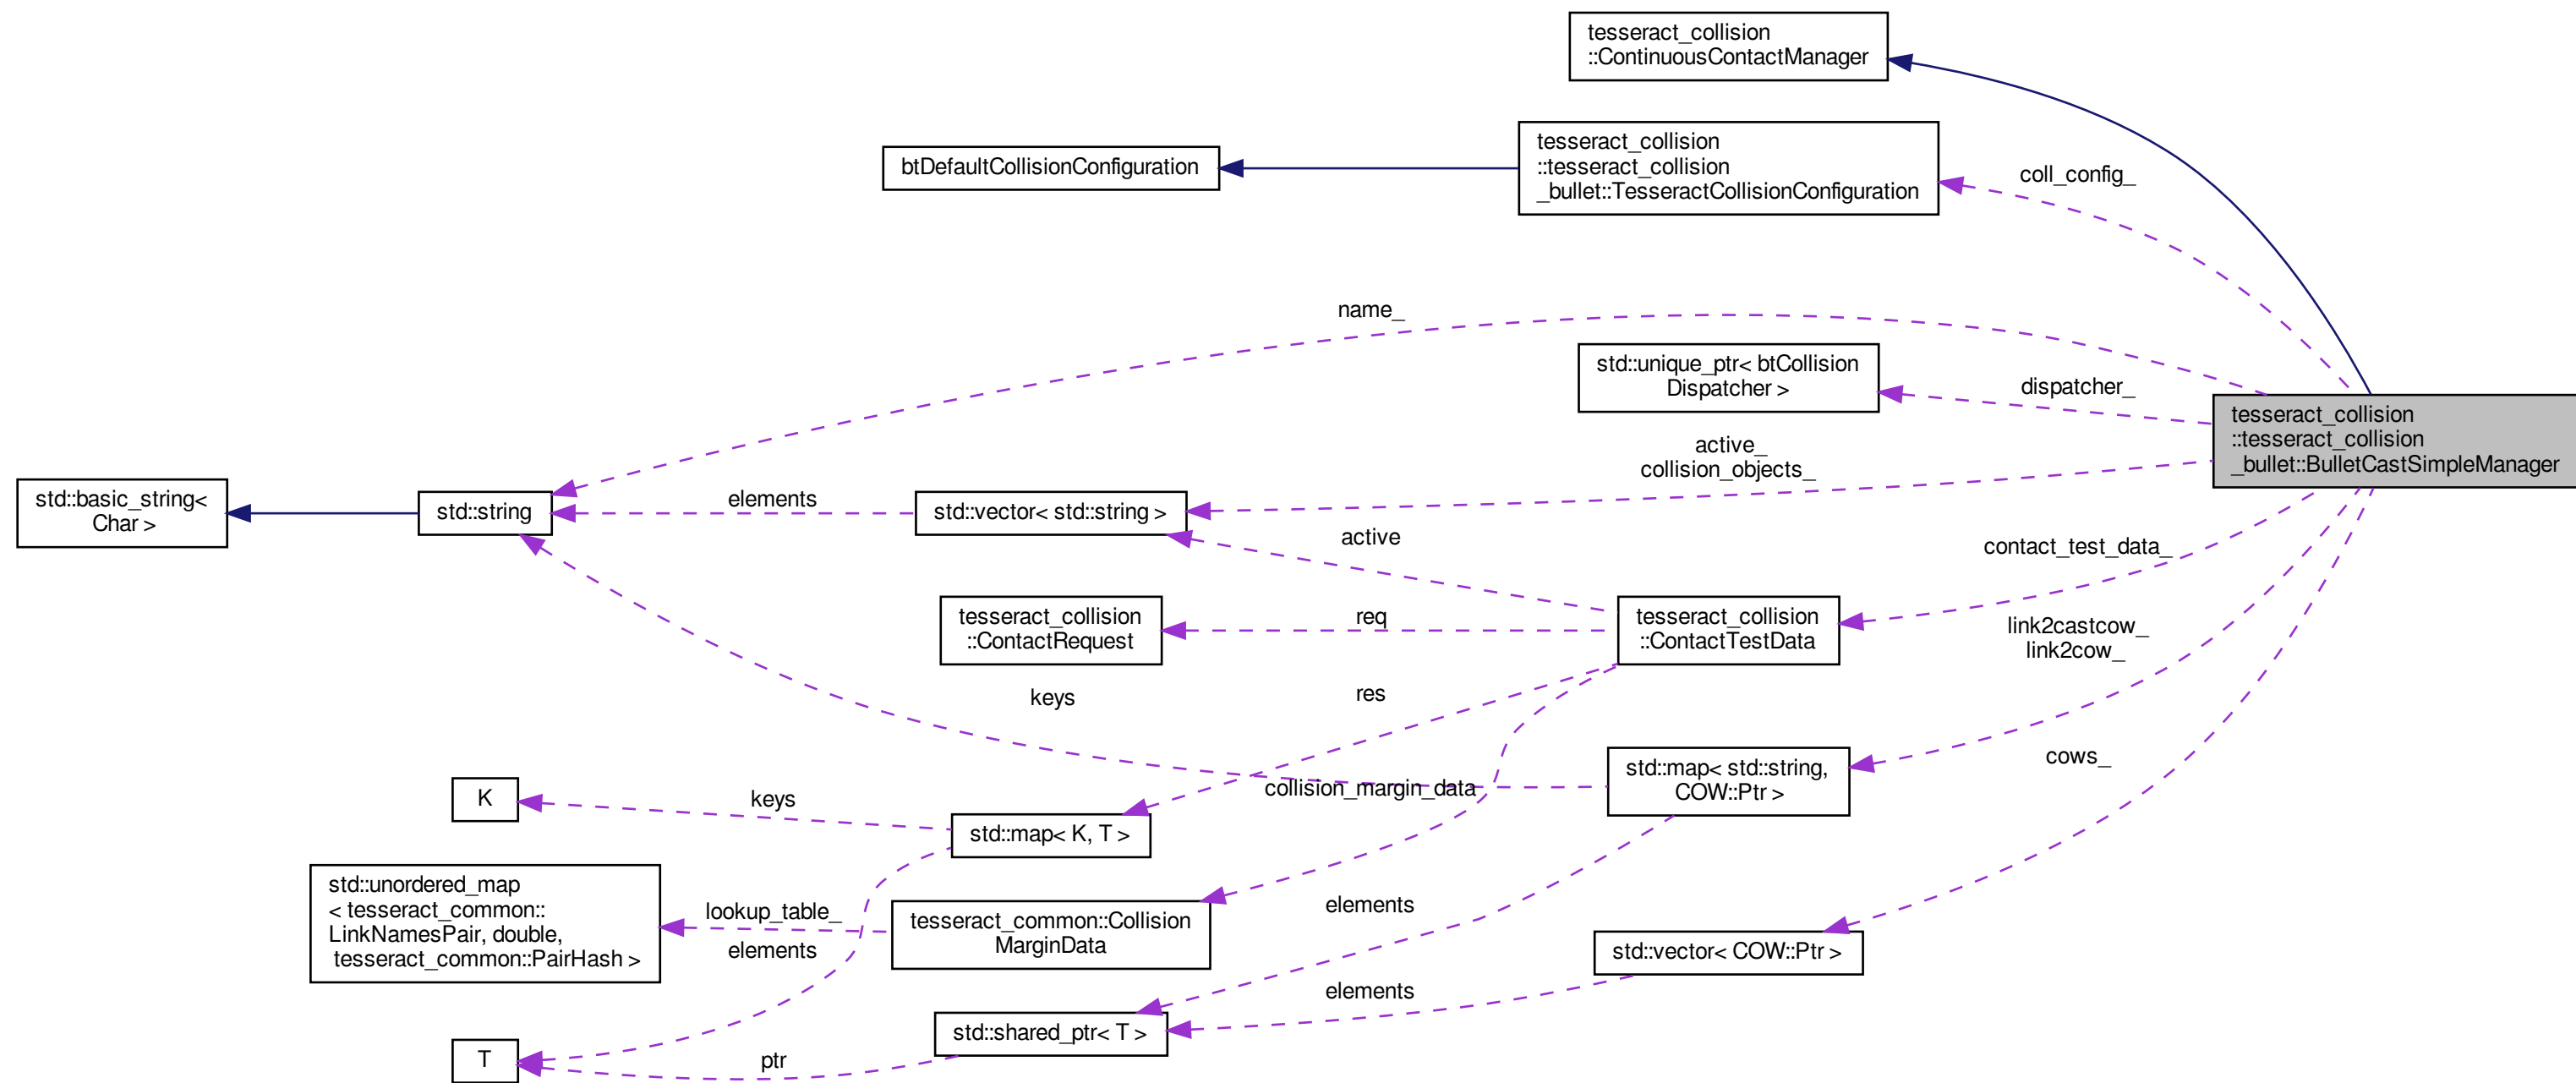 tesseract_collision
::ContinuousContactManager
btDefaultCollisionConfiguration
tesseract_collision
::tesseract_collision
_bullet::TesseractCollisionConfiguration
coll_config_
name_
std::unique_ptr< btCollision
Dispatcher >
dispatcher_
tesseract_collision
::tesseract_collision
_bullet::BulletCastSimpleManager
active_
collision_objects_
std::basic_string<
Char >
std::string
elements
std::vector< std::string >
active
contact_test_data_
tesseract_collision
::ContactRequest
req
tesseract_collision
::ContactTestData
link2castcow_
link2cow_
keys
res
cows_
std::map< std::string,
COW::Ptr >
collision_margin_data
K
keys
std::map< K, T >
std::unordered_map
< tesseract_common::
LinkNamesPair, double,
tesseract_common::PairHash >
lookup_table_
elements
tesseract_common::Collision
MarginData
elements
std::vector< COW::Ptr >
elements
std::shared_ptr< T >
T
ptr